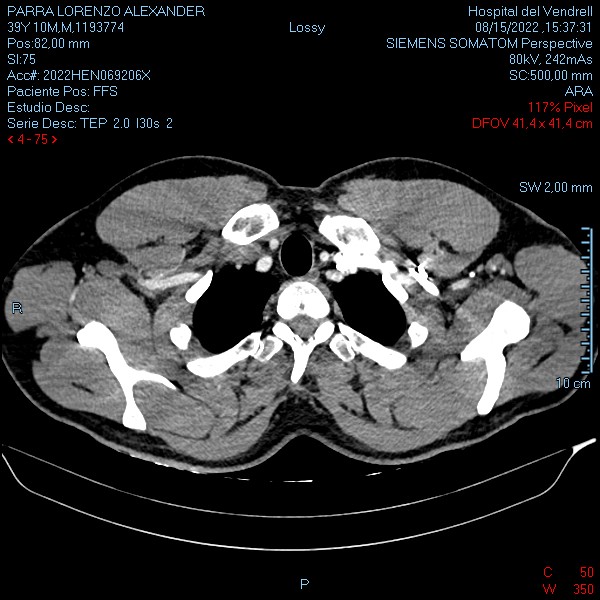 PARRA LORENZO ALEXANDER
39Y 10M,M,1193774
Pos:82,00 mm
SI:75
Acc#: 2022HEN069206X
Paciente Pos: FFS
Estudio Desc:
Serie Desc: TEP 2.0 I30s 2
< 4 - 75 >
Lossy
Hospital del Vendrell
08/15/2022 ,15:37:31
SIEMENS SOMATOM Perspective
80kV, 242mAs
SC:500,00 mm
ARA
117% Pixel
DFOV 41,4 x 41,4 cm
SW 2,00 mm
R
10 cm
P
C 50
W 350